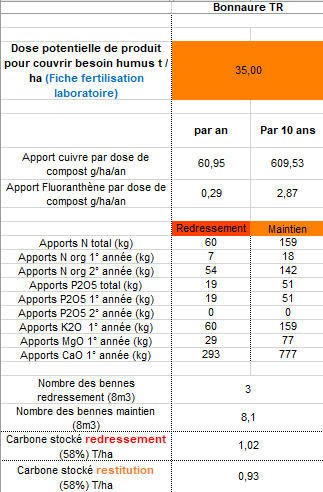 Bonnaure TR
Dose potentielle de produit
pour couvrir besoin humus t /
ha (Fiche fertilisation
laboratoire)
35,00
par an Par 10 ans
Apport cuivre par dose de
compost g/ha/an
60,95 609,53
Apport Fluoranthène par dose de
compost g/ha/an
0,29 2,87
Redressement Maintien
Apports N total (kg) 60 159
Apports N org 1° année (kg) 7 18
Apports N org 2° année (kg) 54 142
Apports P2O5 total (kg) 19 51
Apports P2O5 1° année (kg) 19 51
Apports P2O5 2° année (kg) 0 0
Apports K2O 1° année (kg) 60 159
Apports MgO 1° année (kg) 29 77
Apports CaO 1° année (kg) 293 777
Nombre des bennes
redressement (8m3)
3
Nombre des bennes maintien
(8m3)
8,1
Carbone stocké redressement
(58%) T/ha
1,02
Carbone stocké restitution
(58%) T/ha
0,93